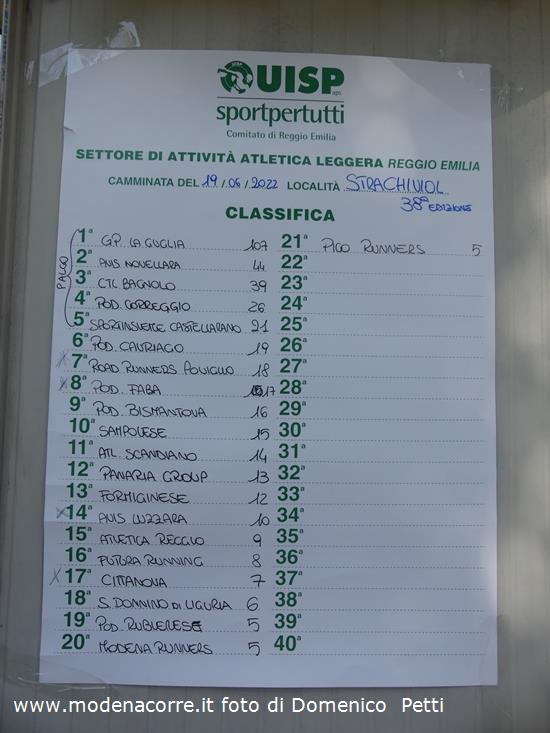 UISP aps
sportpertutti
Comitato di Reggio Emilia
SETTORE DI ATTIVITÀ ATLETICA LEGGERA REGGIO EMILIA
CAMMINATA DEL 19/06/2022 LOCALITÀ STRACHIVIOL
38ª EDIZIONE
CLASSIFICA
PALCO
1ª G.P. LA GUGLIA 107
2ª AVIS NOVELLARA 44
3ª CTL BAGNOLO 39
4ª POD. CORREGGIO 26
5ª SPORTINSIEME CASTELLARANO 21
6ª POD. CAVRIAGO 19
X 7ª ROAD RUNNERS POVIGLIO 18
X 8ª POD. FABA 17
9ª POD. BISMANTOVA 16
10ª SAMPOLESE 15
11ª ATL. SCANDIANO 14
12ª PANARIA GROUP 13
13ª FORMIGINESE 12
X 14ª AVIS LUZZARA 10
15ª ATLETICA REGGIO 9
16ª FUTURA RUNNING 8
X 17ª CITTANOVA 7
18ª S. DONNINO DI LIGURIA 6
19ª POD. RUBIERESE 5
20ª MODENA RUNNERS 5
21ª PICO RUNNERS 5
22ª
23ª
24ª
25ª
26ª
27ª
28ª
29ª
30ª
31ª
32ª
33ª
34ª
35ª
36ª
37ª
38ª
39ª
40ª
www.modenacorre.it foto di Domenico Petti